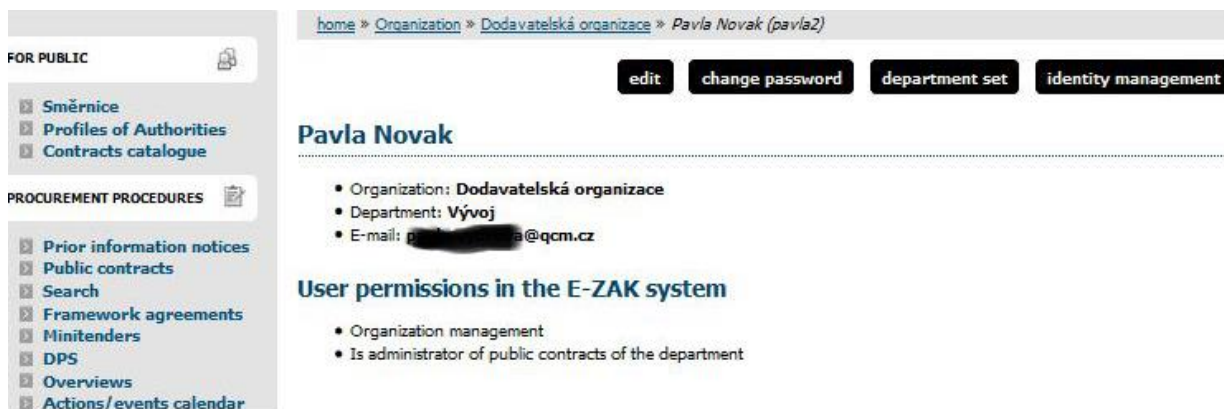 home » Organization » Dodavatelská organizace » Pavla Novak (pavla2)
FOR PUBLIC
Směrnice
Profiles of Authorities
Contracts catalogue
PROCUREMENT PROCEDURES
Prior information notices
Public contracts
Search
Framework agreements
Minitenders
DPS
Overviews
Actions/events calendar
edit change password department set identity management
Pavla Novak
• Organization: Dodavatelská organizace
• Department: Vývoj
• E-mail: a@qcm.cz
User permissions in the E-ZAK system
• Organization management
• Is administrator of public contracts of the department